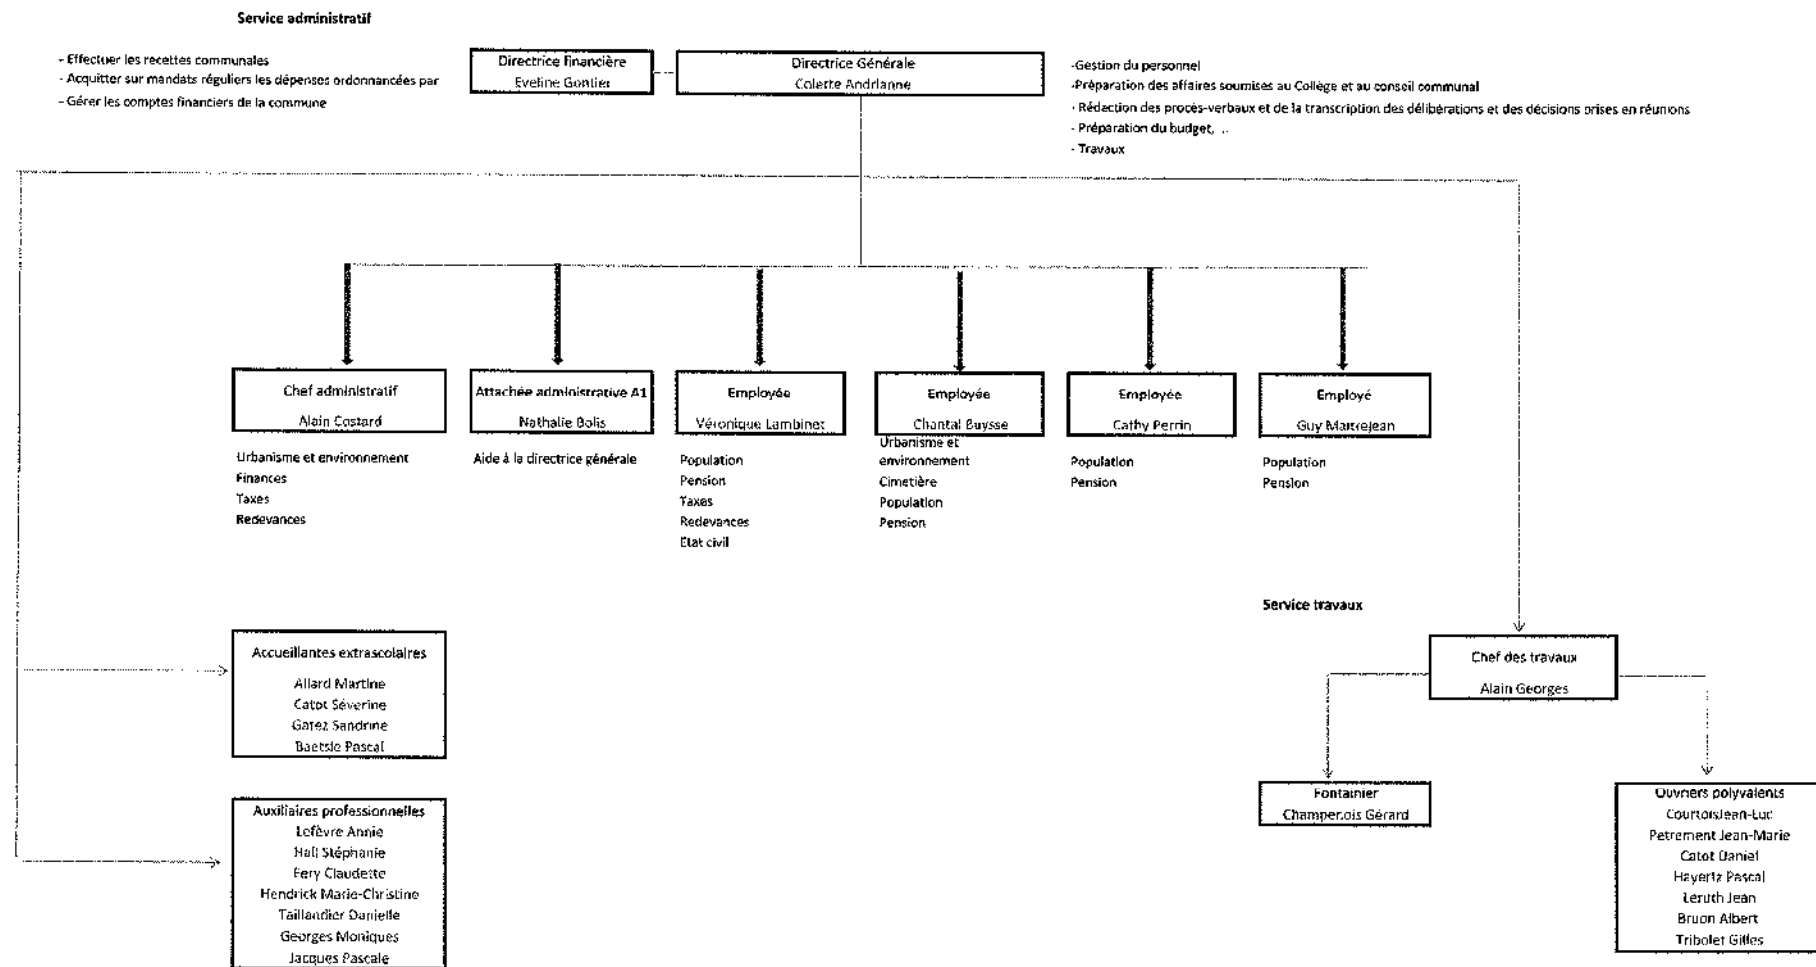 Service administratif
- Effectuer les recettes communales
- Acquitter sur mandats réguliers les dépenses ordonnancées par
- Gérer les comptes financiers de la commune
Directrice financière
Eveline Gontier
Directrice Générale
Colette Andrianne
-Gestion du personnel
-Préparation des affaires soumises au Collège et au conseil communal
- Rédaction des procès-verbaux et de la transcription des délibérations et des décisions prises en réunions
- Préparation du budget, ...
- Travaux
Chef administratif
Alain Costard
Urbanisme et environnement
Finances
Taxes
Redevances
Attachée administrative A1
Nathalie Bolis
Aide à la directrice générale
Employée
Véronique Lambinet
Population
Pension
Taxes
Redevances
Etat civil
Employée
Chantal Buysse
Urbanisme et
environnement
Cimetière
Population
Pension
Employée
Cathy Perrin
Population
Pension
Employé
Guy
Population
Pension
Accueillantes extrascolaires
Allard Martine
Catot Séverine
Gatez Sandrine
Baetsle Pascal
Auxiliaires professionnelles
Lefèvre Annie
Stéphanie
Fery Claudette
Hendrick Marie-Christine
Taillandier Danielle
Georges Moniques
Jacques Pascale
Service travaux
Chef des travaux
Alain Georges
Fontainier
Champenois Gérard
Ouvriers polyvalents
CourtoisJean-Luc
Petrement Jean-Marie
Catot Daniel
Hayertz Pascal
Leruth Jean
Bruon Albert
Tribolet Gilles